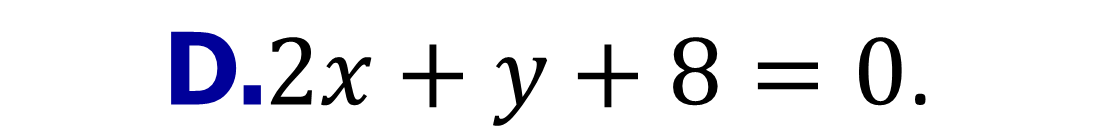 D.2x + y + 8 = 0.